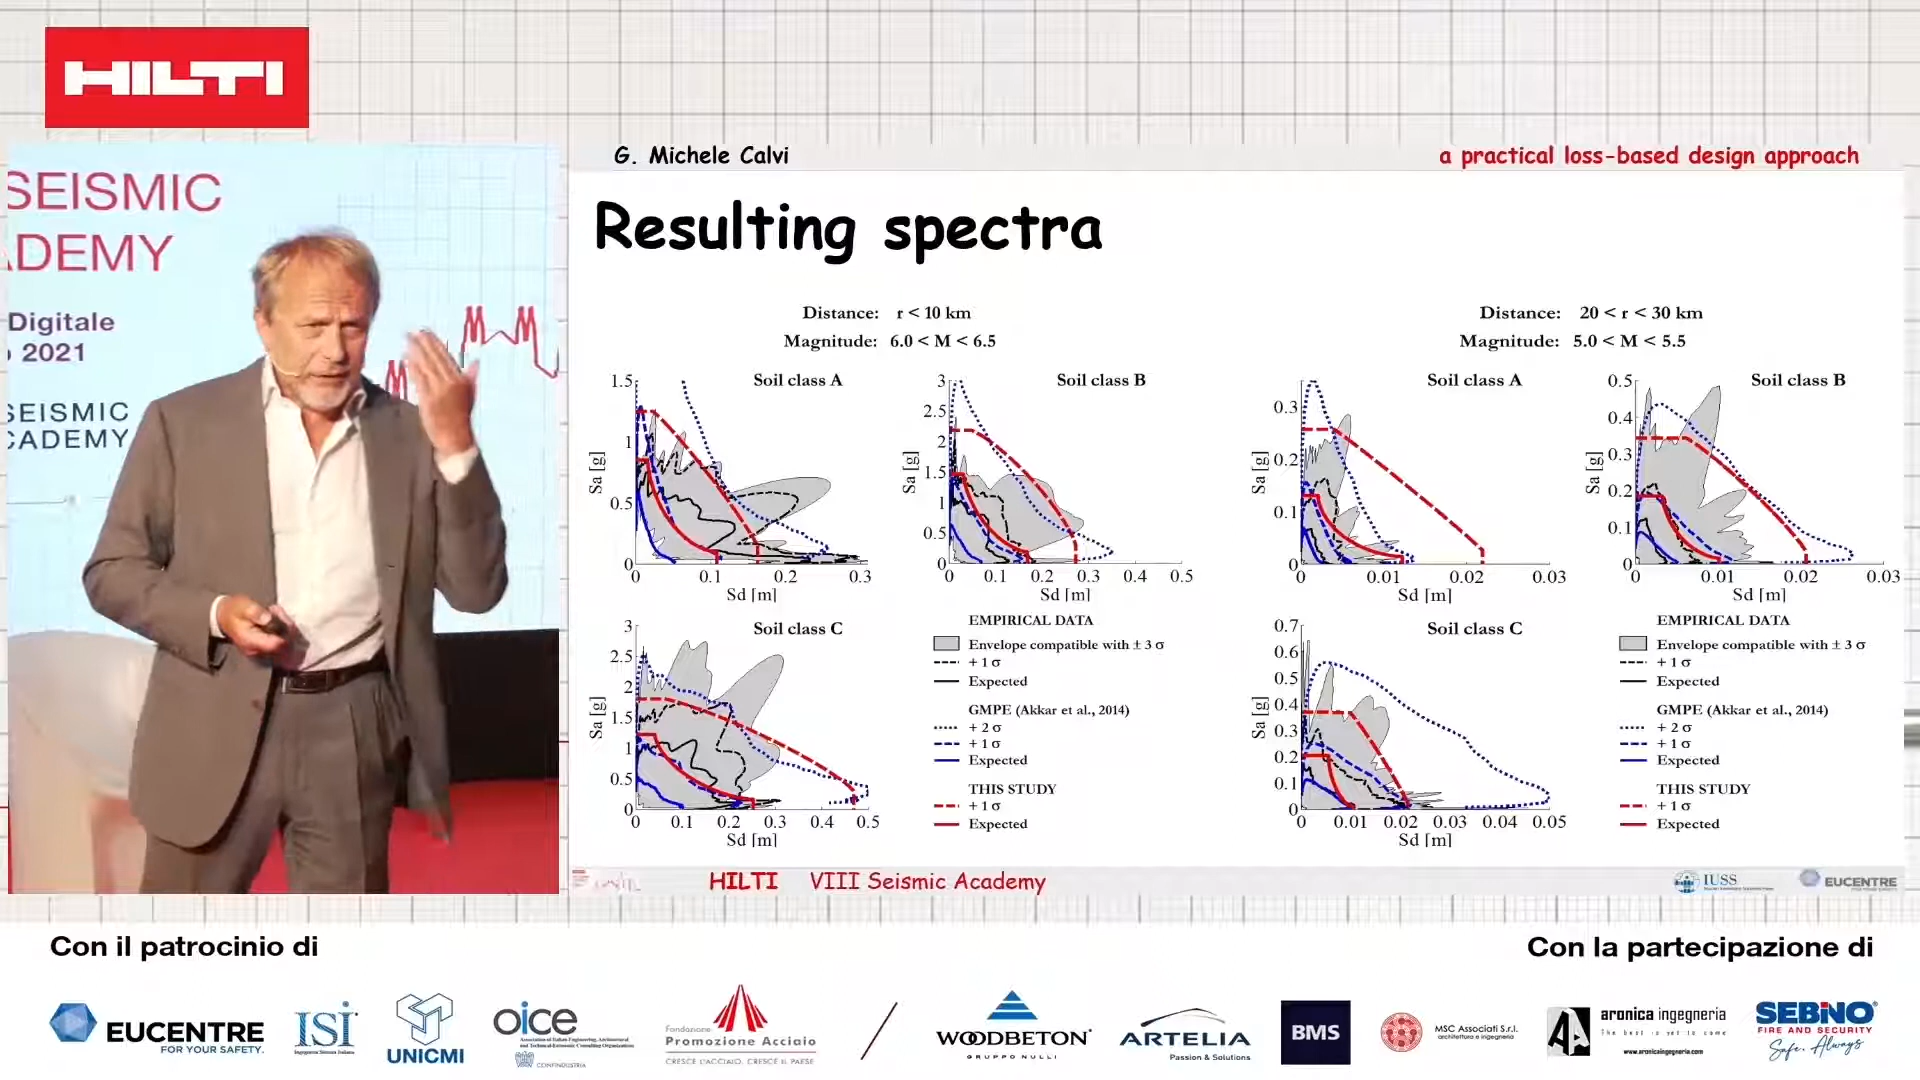 HILTI
SEISMIC
ADEMY
Digitale
2021
SEISMIC
CADEMY
G. Michele Calvi
a practical loss-based design approach
Resulting spectra
Distance: r < 10 km
Magnitude: 6.0 < M < 6.5
Soil class A
1.5
1
0.5
0
Sa [g]
0 0.1 0.2 0.3
Sd [m]
Soil class B
3
2.5
2
1.5
1
0.5
0
Sa [g]
0 0.1 0.2 0.3 0.4 0.5
Sd [m]
Soil class C
3
2.5
2
1.5
1
0.5
0
Sa [g]
0 0.1 0.2 0.3 0.4 0.5
Sd [m]
EMPIRICAL DATA
Envelope compatible with ± 3 σ
+ 1 σ
Expected
GMPE (Akkar et al., 2014)
+ 2 σ
+ 1 σ
Expected
THIS STUDY
+ 1 σ
Expected
Distance: 20 < r < 30 km
Magnitude: 5.0 < M < 5.5
Soil class A
0.3
0.2
0.1
0
Sa [g]
0 0.01 0.02 0.03
Sd [m]
Soil class B
0.5
0.4
0.3
0.2
0.1
0
Sa [g]
0 0.01 0.02 0.03
Sd [m]
Soil class C
0.7
0.6
0.5
0.4
0.3
0.2
0.1
0
Sa [g]
0 0.01 0.02 0.03 0.04 0.05
Sd [m]
EMPIRICAL DATA
Envelope compatible with ± 3 σ
+ 1 σ
Expected
GMPE (Akkar et al., 2014)
+ 2 σ
+ 1 σ
Expected
THIS STUDY
+ 1 σ
Expected
HILTI VIII Seismic Academy
IUSS
EUCENTRE
Con il patrocinio di
Con la partecipazione di
EUCENTRE
FOR YOUR SAFETY.
ISI
Ingegneria Sismica Italiana
UNICMI
oice
CONFINDUSTRIA
Fondazione
Promozione Acciaio
CRESCE L'ACCIAIO, CRESCE IL PAESE
WOODBETON
GRUPPO NULLI
ARTELIA
Passion & Solutions
BMS
MSC Associati S.r.l.
architettura e ingegneria
aronica ingegneria
The best is yet to come
www.aronicaingegneria.com
SEBINO
FIRE AND SECURITY
Safe. Always